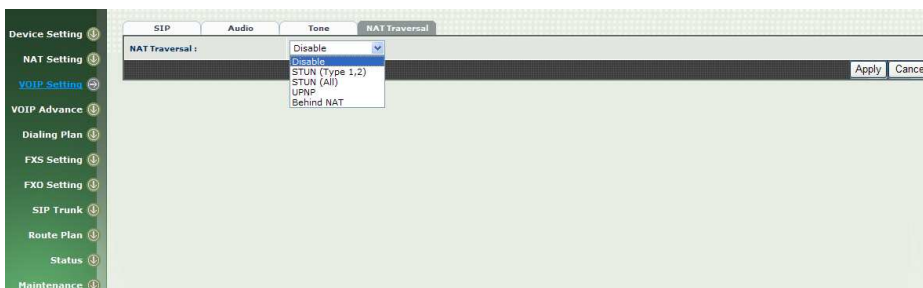 Device Setting
NAT Setting
VOIP Setting
VOIP Advance
Dialing Plan
FXS Setting
FXO Setting
SIP Trunk
Route Plan
Status
Maintenance
SIP Audio Tone NAT Traversal
NAT Traversal : Disable
Disable
STUN (Type 1,2)
STUN (All)
UPNP
Behind NAT
Apply Cance